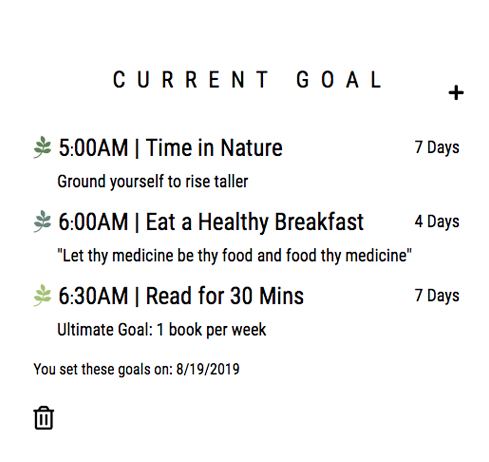 CURRENT GOAL
+
5:00AM | Time in Nature 7 Days
Ground yourself to rise taller
6:00AM | Eat a Healthy Breakfast 4 Days
"Let thy medicine be thy food and food thy medicine"
6:30AM | Read for 30 Mins 7 Days
Ultimate Goal: 1 book per week
You set these goals on: 8/19/2019